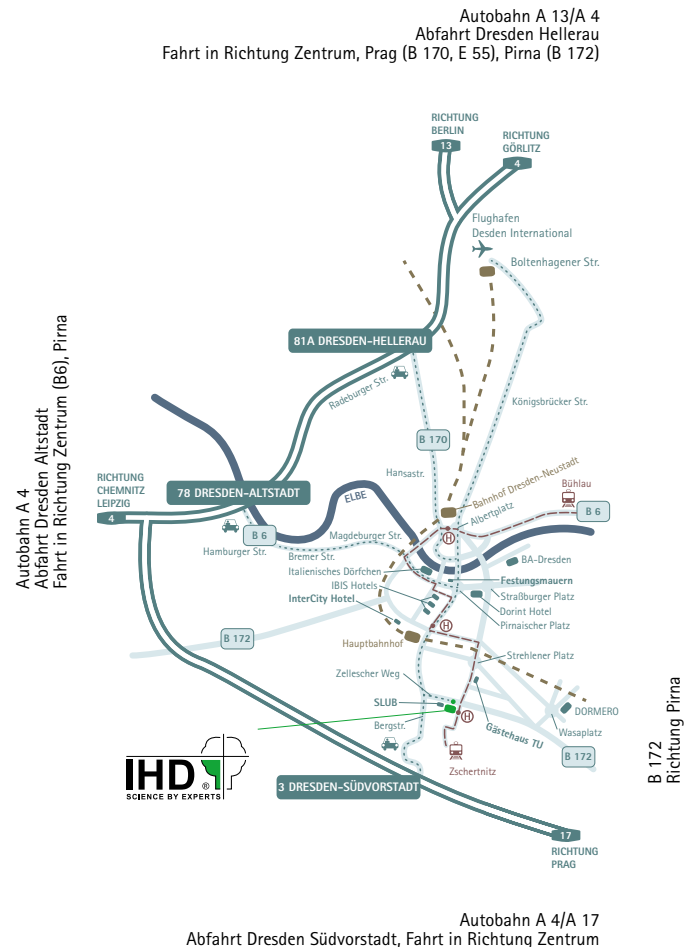 Autobahn A 13/A 4
Abfahrt Dresden Hellerau
Fahrt in Richtung Zentrum, Prag (B 170, E 55), Pirna (B 172)
RICHTUNG
BERLIN
13
RICHTUNG
GÖRLITZ
4
Flughafen
Desden International
Boltenhagener Str.
81A DRESDEN-HELLERAU
Radeburger Str.
Königsbrücker Str.
B 170
Hansastr.
Autobahn A 4
Abfahrt Dresden Altstadt
Fahrt in Richtung Zentrum (B6), Pirna
RICHTUNG
CHEMNITZ
LEIPZIG
4
78 DRESDEN-ALTSTADT
ELBE
Bahnhof Dresden-Neustadt
Albertplatz
Bühlau
B 6
B 6
Hamburger Str.
Bremer Str.
Magdeburger Str.
H
Italienisches Dörfchen
IBIS Hotels
InterCity Hotel
BA-Dresden
Festungsmauern
Straßburger Platz
Dorint Hotel
Pirnaischer Platz
B 172
H
Hauptbahnhof
Strehlener Platz
Zellescher Weg
SLUB
Bergstr.
H
Gästehaus TU
DORMERO
Wasaplatz
B 172
Zschertnitz
IHD
®
SCIENCE BY EXPERTS
3 DRESDEN-SÜDVORSTADT
17
RICHTUNG
PRAG
B 172
Richtung Pirna
Autobahn A 4/A 17
Abfahrt Dresden Südvorstadt, Fahrt in Richtung Zentrum